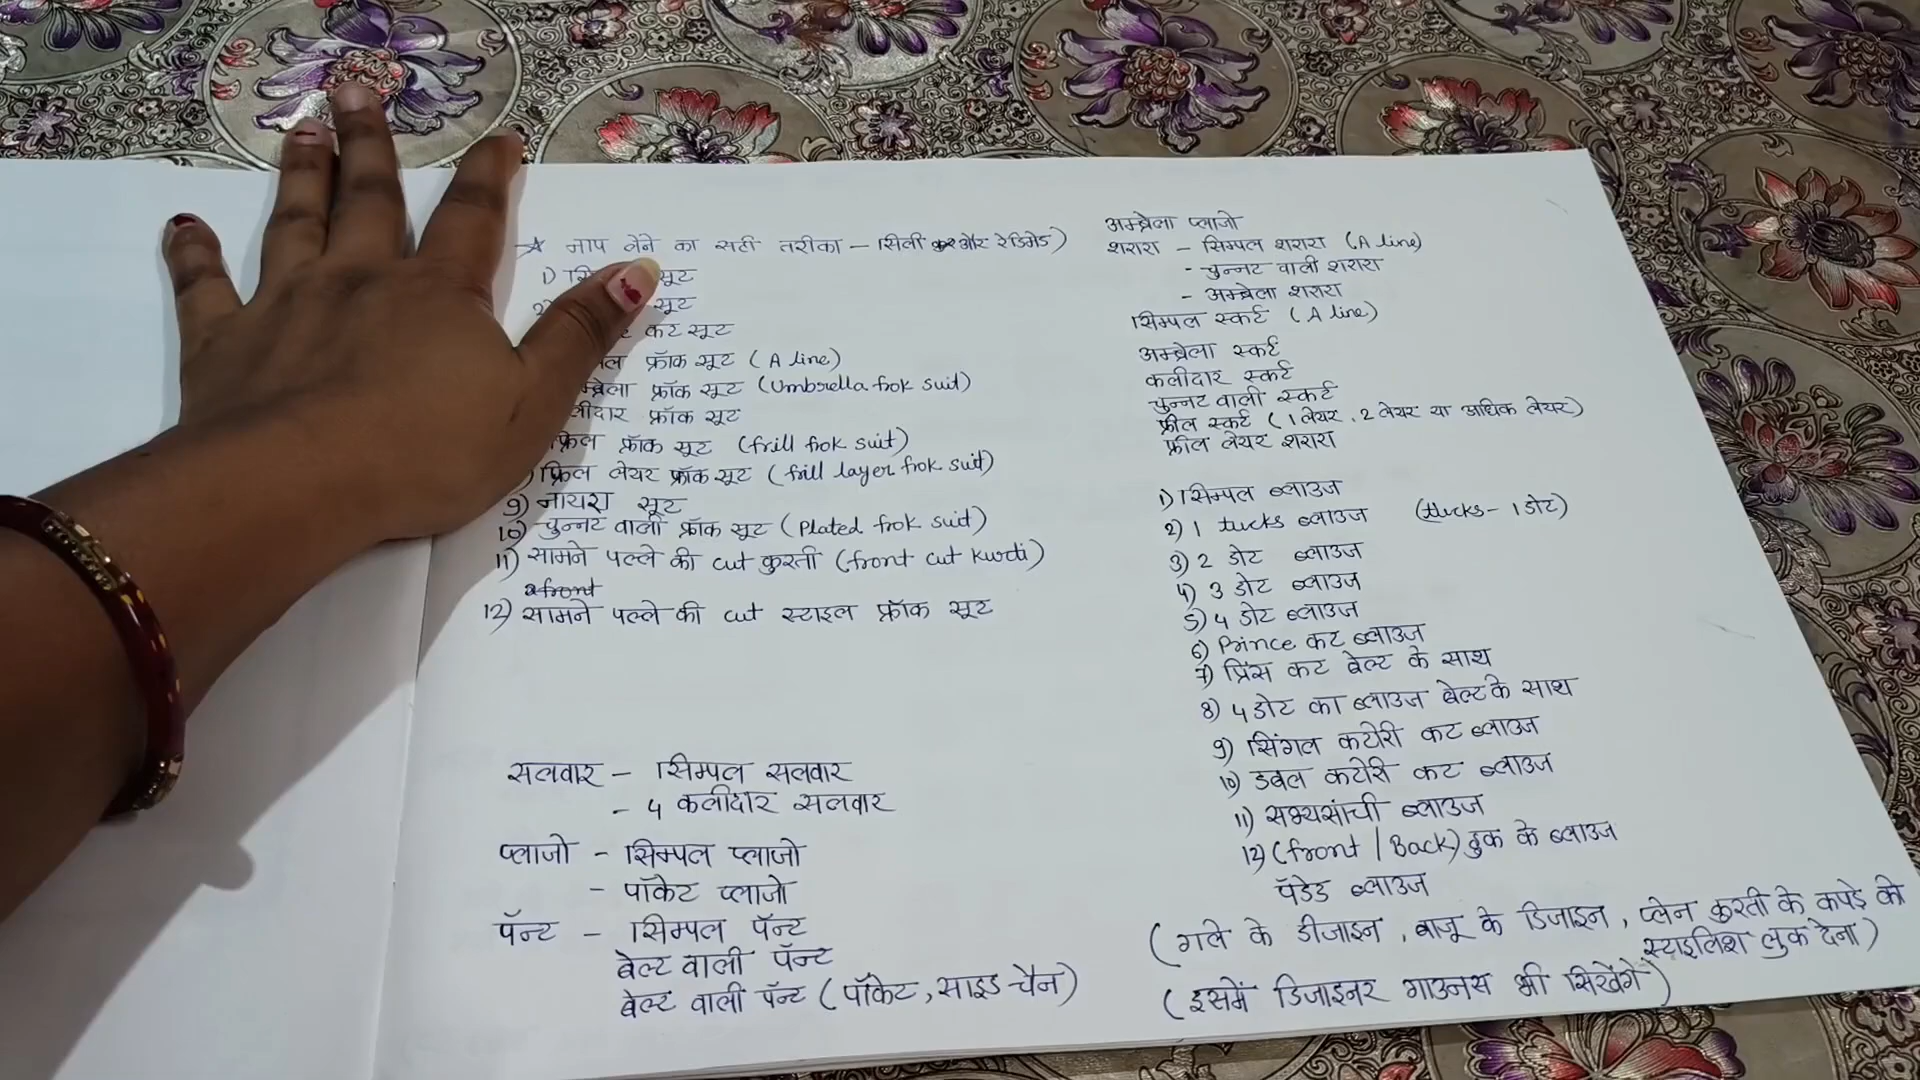 ★ नाप लेने का सही तरीका – सिली और रेडिमेड)
1) सूट
2) सूट
कट सूट
फ्रॉक सूट (A line)
फ्रॉक सूट (Umbrella frok suit)
फ्रॉक सूट
फ्रिल फ्रॉक सूट (frill frok suit)
) फ्रिल लेयर फ्रॉक सूट (frill layer frok suit)
9) नायरा सूट
10) चुन्नट वाली फ्रॉक सूट (Plated frok suit)
11) सामने पल्ले की cut कुरती (front cut Kurti)
12) सामने पल्ले की cut स्टाइल फ्रॉक सूट
सलवार – सिम्पल सलवार
- 4 कलीदार सलवार
प्लाजो – सिम्पल प्लाजो
- पॉकेट प्लाजो
पॅन्ट – सिम्पल पॅन्ट
बेल्ट वाली पॅन्ट
बेल्ट वाली पॅन्ट (पॉकेट, साइड चैन)
अम्ब्रेला प्लाजो
शरारा – सिम्पल शरारा (A line)
- चुन्नट वाली शरारा
- अम्ब्रेला शरारा
सिम्पल स्कर्ट (A line)
अम्ब्रेला स्कर्ट
कलीदार स्कर्ट
चुन्नट वाली स्कर्ट
फ्रील स्कर्ट (1 लेयर, 2 लेयर या अधिक लेयर)
फ्रील लेयर शरारा
1) सिम्पल ब्लाउज
2) 1 tucks ब्लाउज (tucks – 1 डोट)
3) 2 डोट ब्लाउज
4) 3 डोट ब्लाउज
5) 4 डोट ब्लाउज
6) Prince कट ब्लाउज
7) प्रिंस कट बेल्ट के साथ
8) 4 डोट का ब्लाउज बेल्ट के साथ
9) सिंगल कटोरी कट ब्लाउज
10) डबल कटोरी कट ब्लाउज
11) सभ्यसांची ब्लाउज
12) (front / Back) हुक के ब्लाउज
पॅडेड ब्लाउज
(गले के डीजाइन, बाजू के डिजाइन, प्लेन कुरती के कपड़े को
स्टाइलिश लुक देना)
(इसमें डिजाइनर गाउनस भी सिखेंगे)